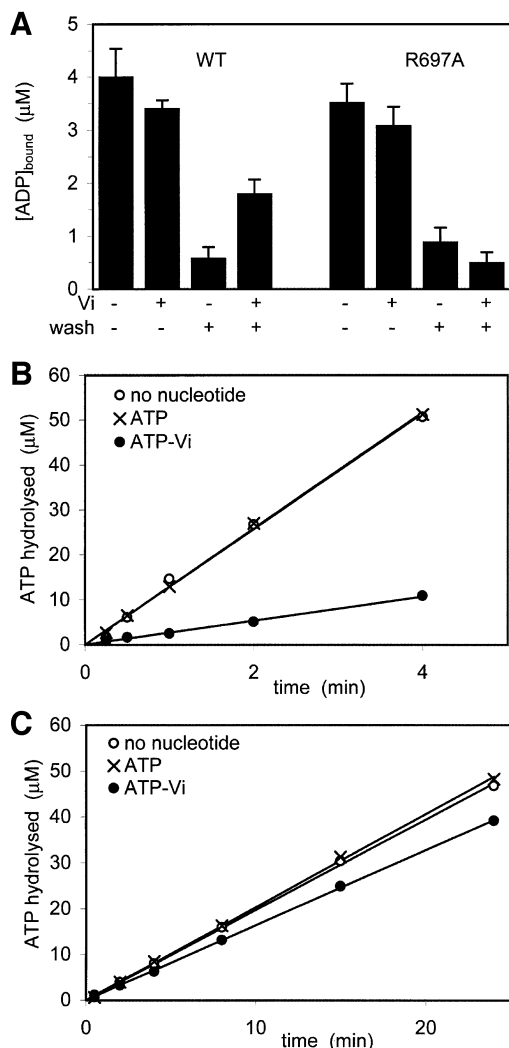 A
[ADP]bound (μM)
5
4
3
2
1
0
WT
R697A
Vi - + - + - + - +
wash - - + + - - + +
B
ATP hydrolysed (μM)
60
50
40
30
20
10
0
no nucleotide
ATP
ATP-Vi
0 2 4
time (min)
C
ATP hydrolysed (μM)
60
50
40
30
20
10
0
no nucleotide
ATP
ATP-Vi
0 10 20
time (min)